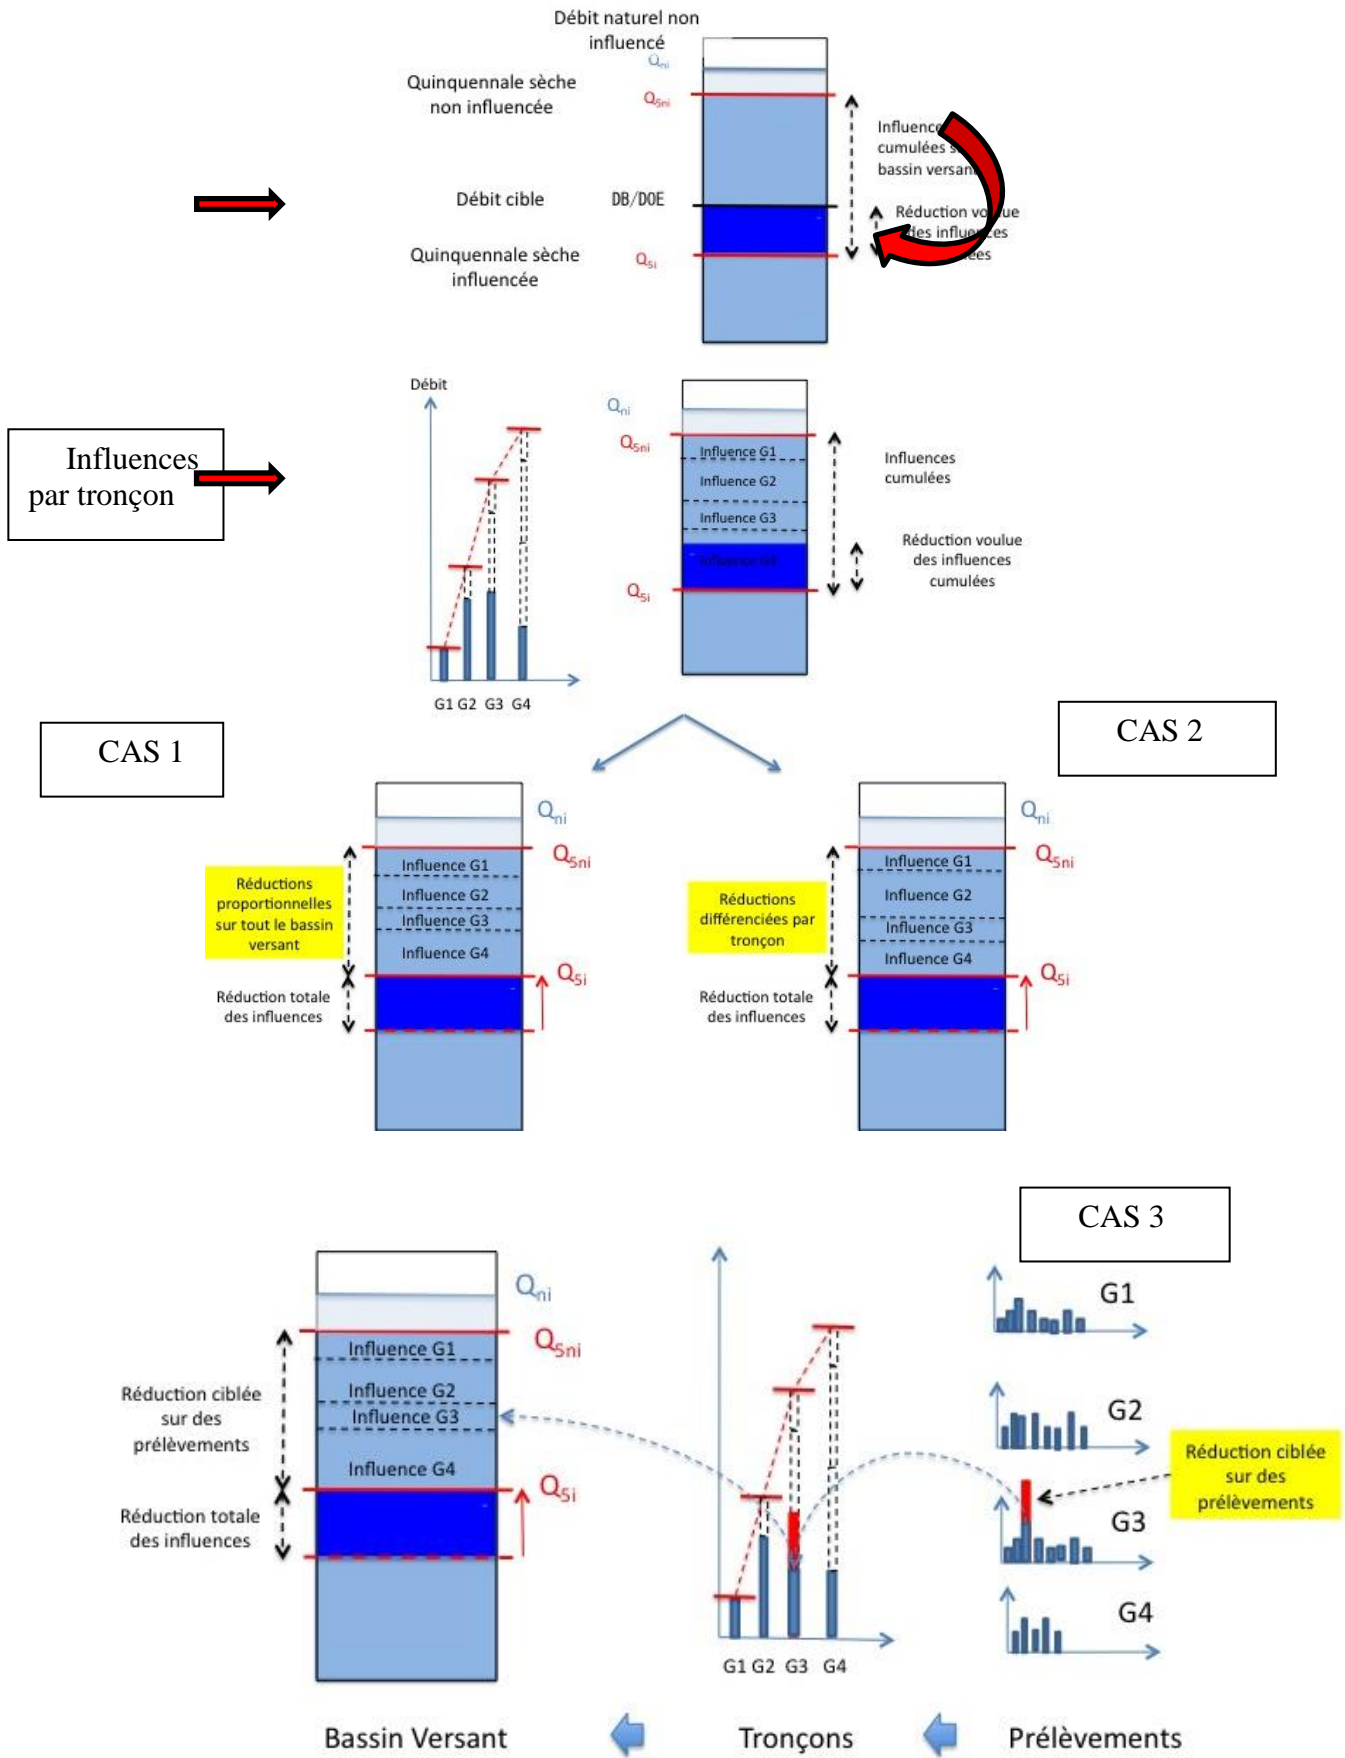 Débit naturel non
influencé
Qni
Quinquennale sèche
non influencée
Q5ni
Influence
cumulées s
bassin versant
Débit cible
DB/DOE
Réduction vo ue
des influen
ées
Quinquennale sèche
influencée
Q5i
Influences
par tronçon
Débit
G1 G2 G3 G4
Qni
Q5ni
Influence G1
Influence G2
Influence G3
Influence G4
Influences
cumulées
Réduction voulue
des influences
cumulées
Q5i
CAS 1
CAS 2
Qni
Q5ni
Influence G1
Influence G2
Influence G3
Influence G4
Réductions
proportionnelles
sur tout le bassin
versant
Q5i
Réduction totale
des influences
Qni
Q5ni
Influence G1
Influence G2
Influence G3
Influence G4
Réductions
différenciées par
tronçon
Q5i
Réduction totale
des influences
CAS 3
Qni
Q5ni
Influence G1
Influence G2
Influence G3
Influence G4
Réduction ciblée
sur des
prélèvements
Q5i
Réduction totale
des influences
G1 G2 G3 G4
G1
G2
G3
G4
Réduction ciblée
sur des
prélèvements
Bassin Versant
Tronçons
Prélèvements